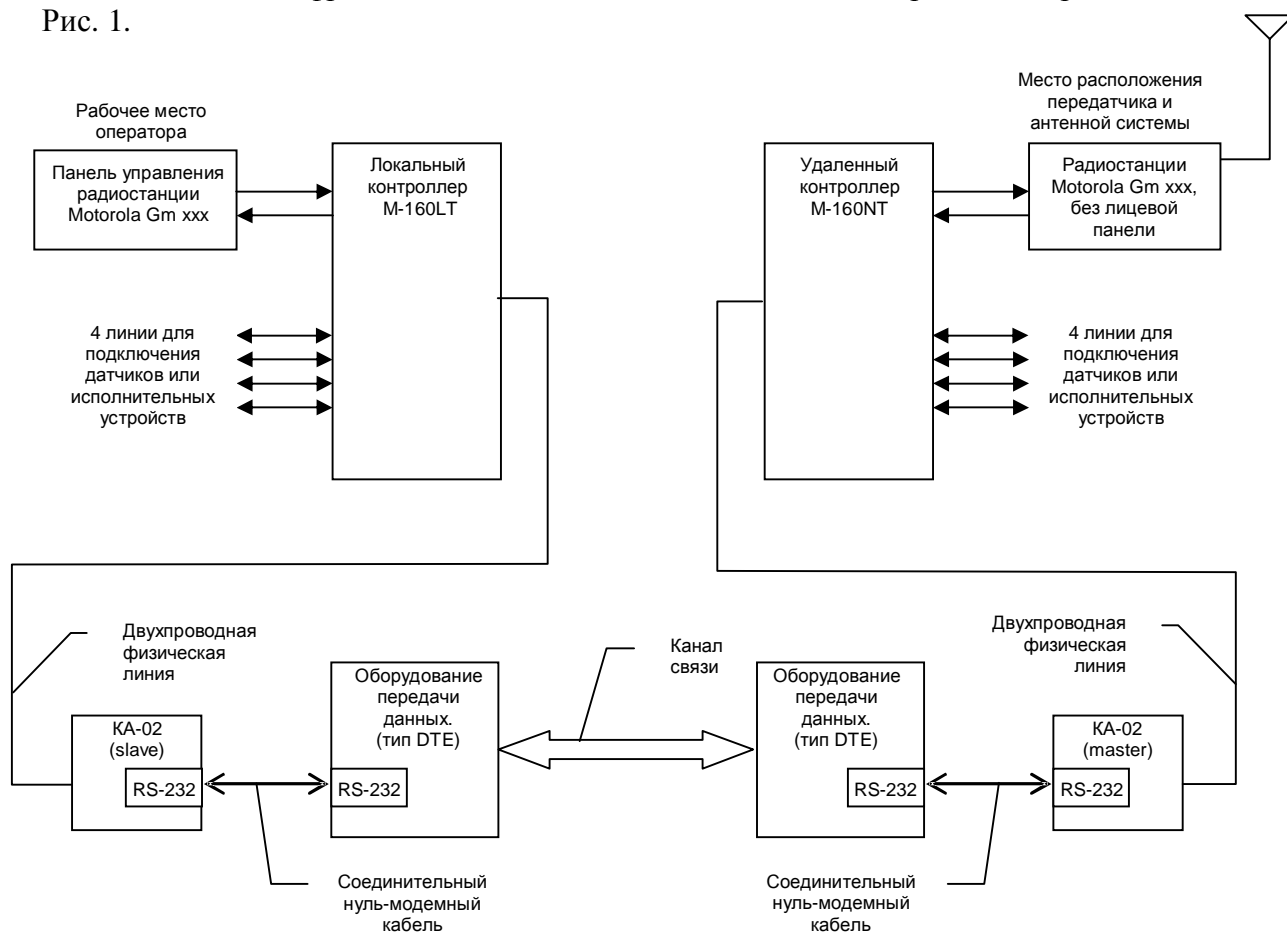 Рис. 1.
Рабочее место
оператора
Панель управления
радиостанции
Motorola Gm xxx
Локальный
контроллер
M-160LT
4 линии для
подключения
датчиков или
исполнительных
устройств
Удаленный
контроллер
M-160NT
Место расположения
передатчика и
антенной системы
Радиостанции
Motorola Gm xxx,
без лицевой
панели
4 линии для
подключения
датчиков или
исполнительных
устройств
Двухпроводная
физическая
линия
КА-02
(slave)
RS-232
Оборудование
передачи
данных.
(тип DTE)
RS-232
Канал
связи
Оборудование
передачи
данных.
(тип DTE)
RS-232
Двухпроводная
физическая
линия
КА-02
(master)
RS-232
Соединительный
нуль-модемный
кабель
Соединительный
нуль-модемный
кабель